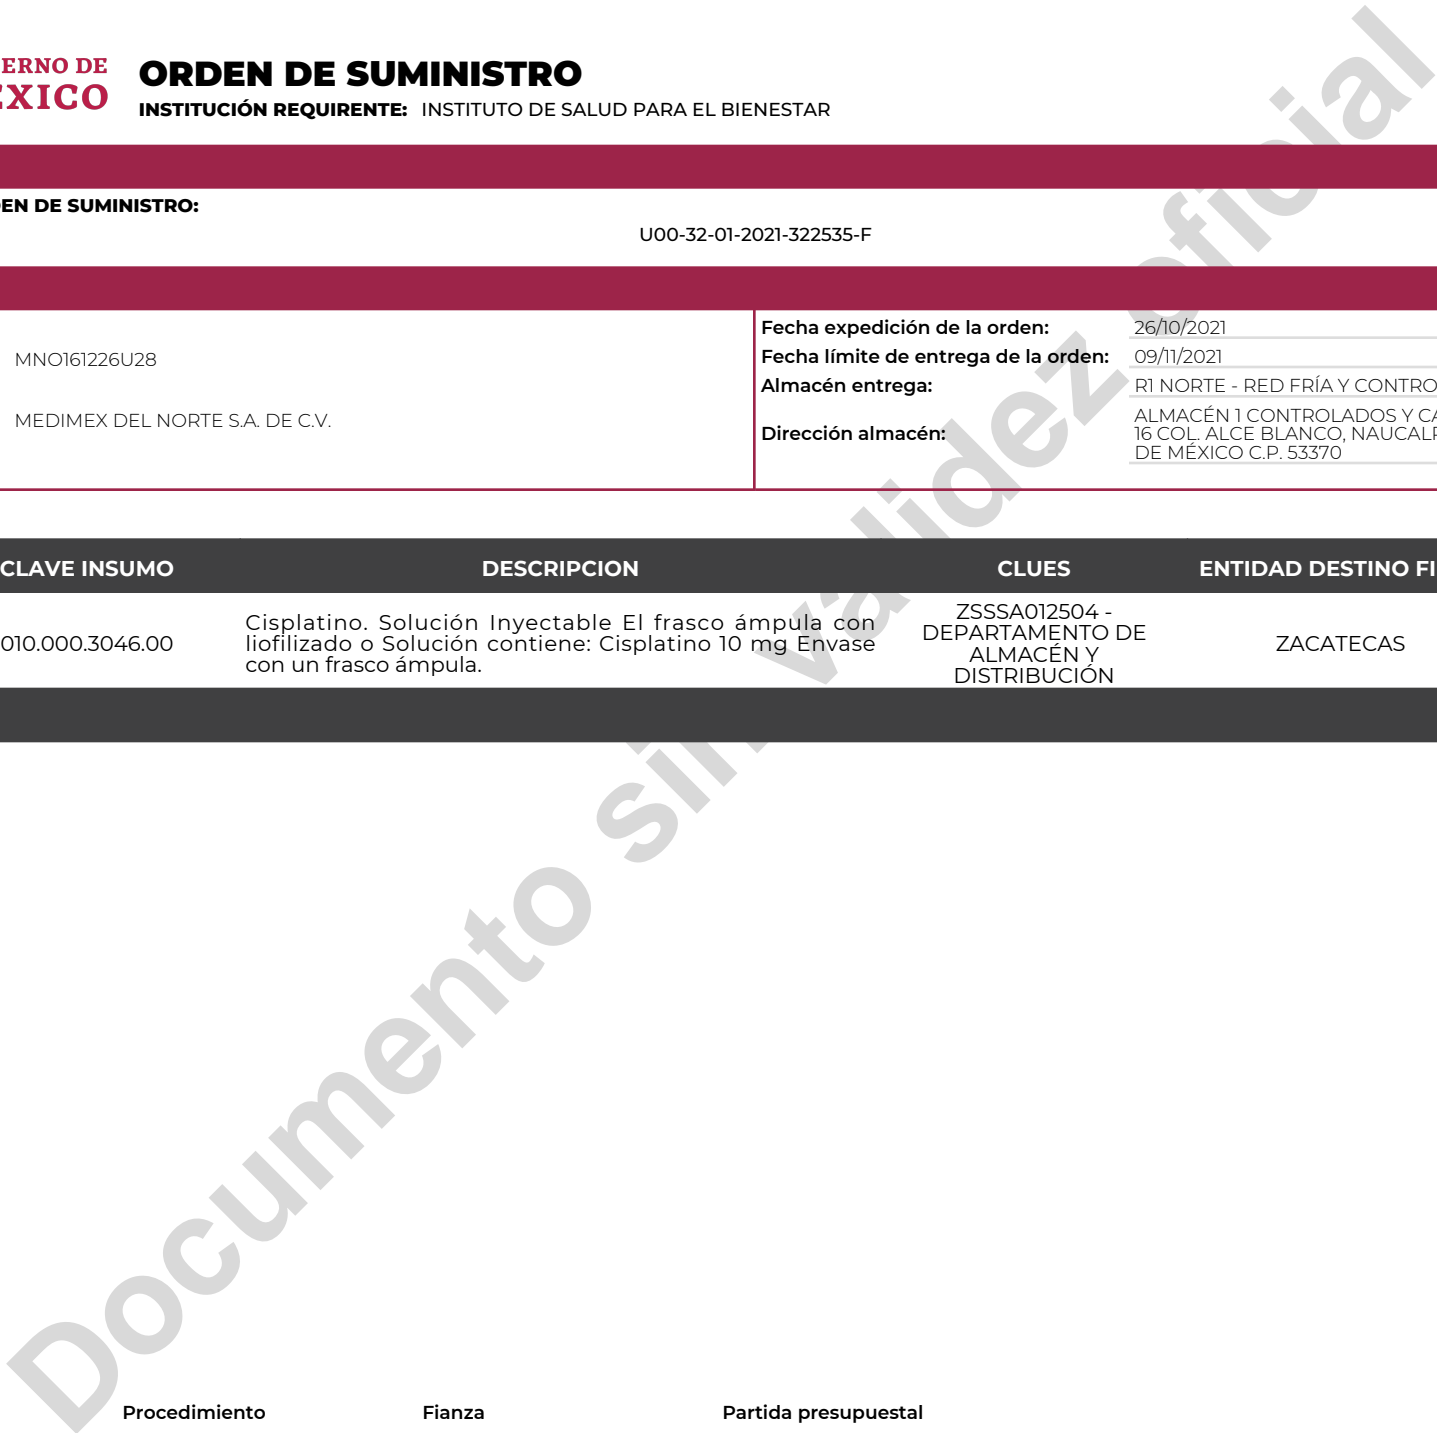 ERNO DE
ÉXICO
ORDEN DE SUMINISTRO
INSTITUCIÓN REQUIRENTE: INSTITUTO DE SALUD PARA EL BIENESTAR
EN DE SUMINISTRO:
U00-32-01-2021-322535-F
MNO161226U28
MEDIMEX DEL NORTE S.A. DE C.V.
Fecha expedición de la orden: 26/10/2021
Fecha límite de entrega de la orden: 09/11/2021
Almacén entrega: R1 NORTE - RED FRÍA Y CONTRO
Dirección almacén:
ALMACÉN 1 CONTROLADOS Y CA
16 COL. ALCE BLANCO, NAUCALP
DE MÉXICO C.P. 53370
CLAVE INSUMO DESCRIPCION CLUES ENTIDAD DESTINO FI
010.000.3046.00
Cisplatino. Solución Inyectable El frasco ámpula con
liofilizado o Solución contiene: Cisplatino 10 mg Envase
con un frasco ámpula.
ZSSSA012504 -
DEPARTAMENTO DE
ALMACÉN Y
DISTRIBUCIÓN
ZACATECAS
Documento sin validez oficial
Procedimiento Fianza Partida presupuestal